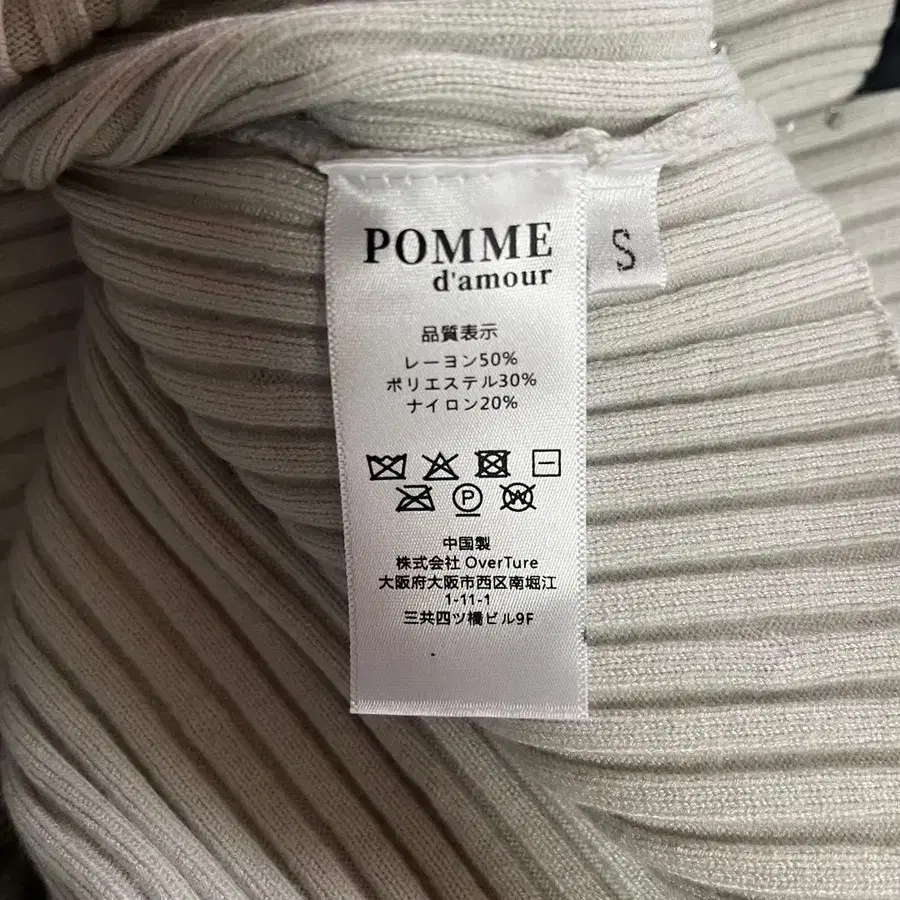 POMME
d'amour
S
品質表示
レーヨン50%
ポリエステル30%
ナイロン20%
P
W
中国製
株式会社 OverTure
大阪府大阪市西区南堀江
1-11-1
三共四ツ橋ビル9F